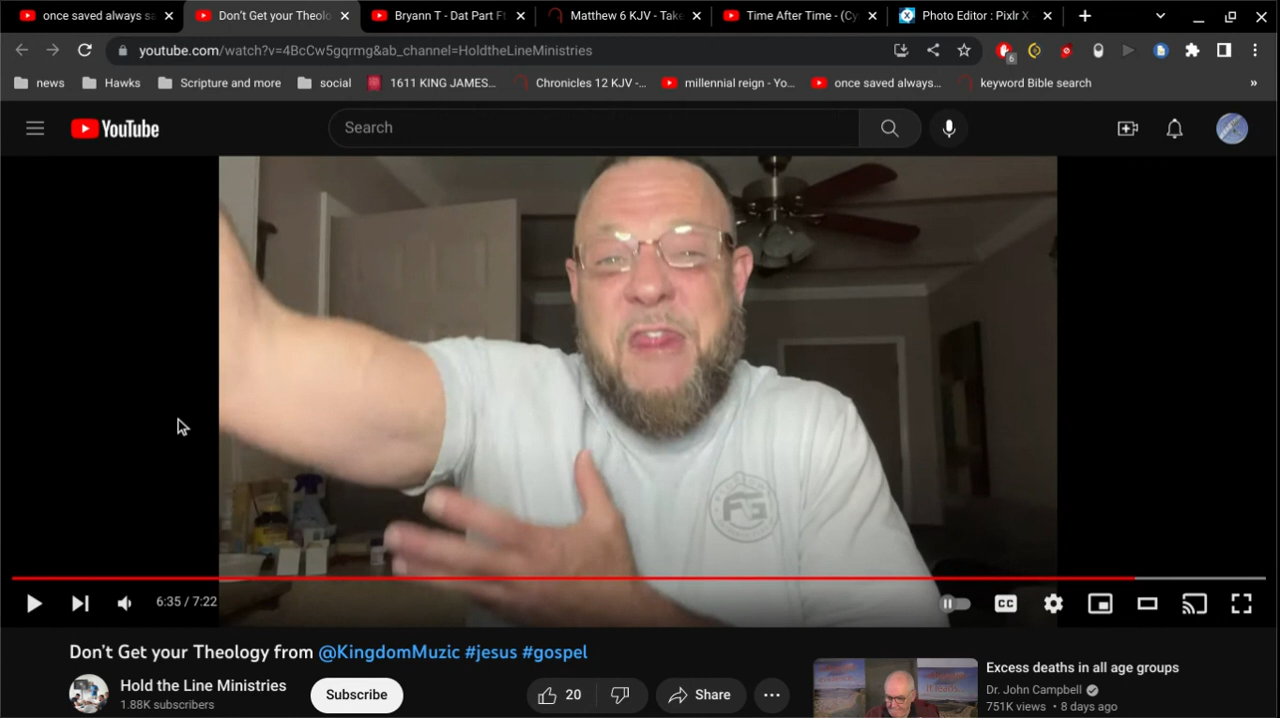 once saved always sa
Don't Get your Theolo
Bryann T - Dat Part Ft
Matthew 6 KJV - Take
Time After Time - (Cy
Photo Editor : Pixlr X
youtube.com/watch?v=4BcCw5gqrmg&ab_channel=HoldtheLineMinistries
6
news
Hawks
Scripture and more
social
1611 KING JAMES...
Chronicles 12 KJV -...
millennial reign - Yo...
once saved always...
keyword Bible search
»
YouTube
Search
FG
6:35 / 7:22
CC
Don't Get your Theology from @KingdomMuzic #jesus #gospel
Hold the Line Ministries
1.88K subscribers
Subscribe
20
Share
Excess deaths in all age groups
Dr. John Campbell
751K views • 8 days ago